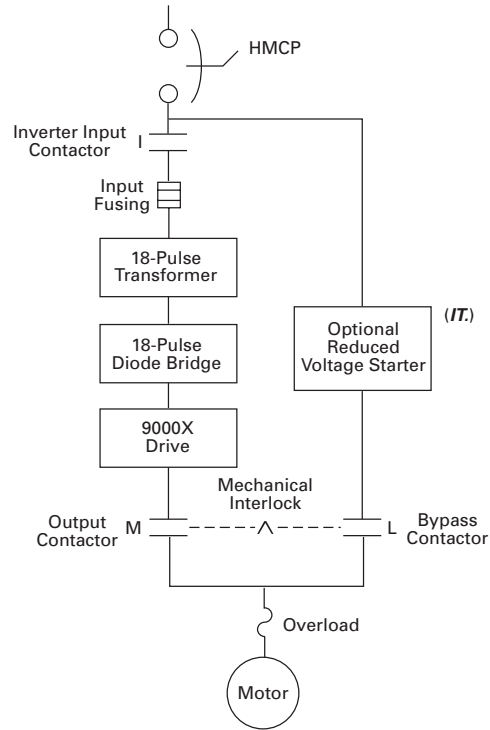 HMCP
Inverter Input
Contactor
I
Input
Fusing
18-Pulse
Transformer
(IT.)
Optional
Reduced
Voltage Starter
18-Pulse
Diode Bridge
9000X
Drive
Mechanical
Interlock
Output
Contactor
M
L
Bypass
Contactor
Overload
Motor